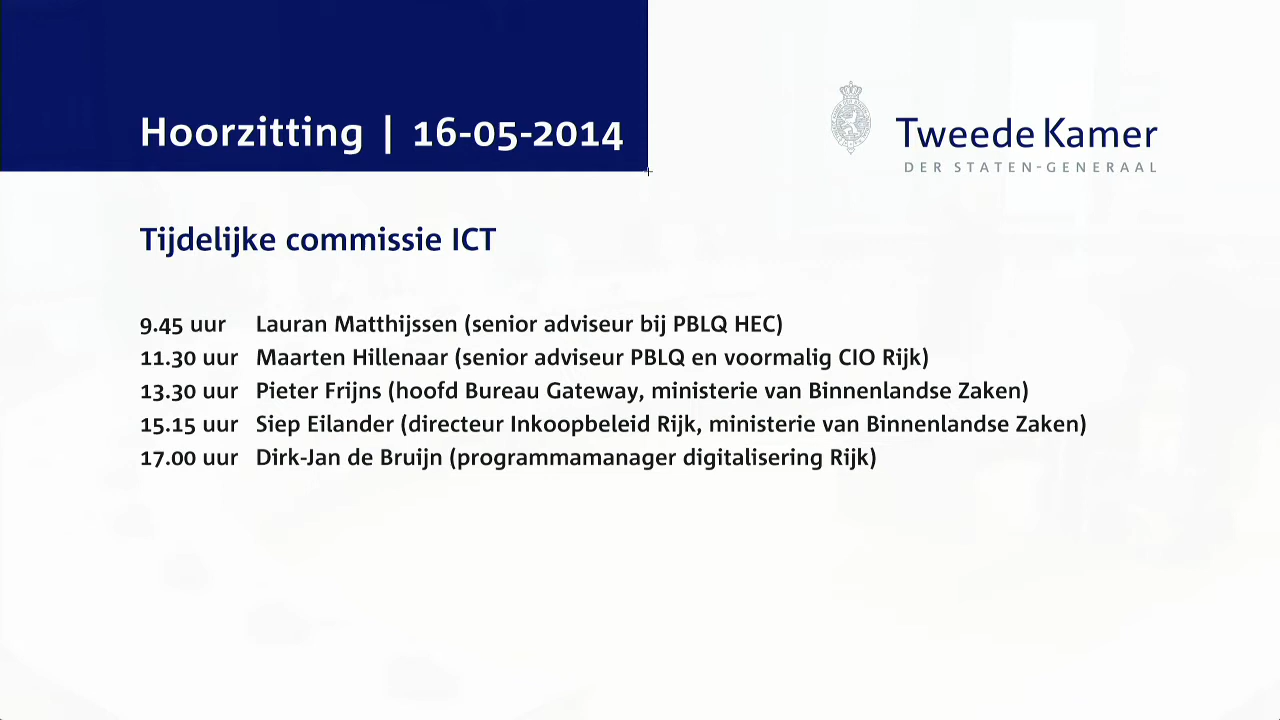 Hoorzitting | 16-05-2014
Tweede Kamer
DER STATEN-GENERAAL
Tijdelijke commissie ICT
9.45 uur Lauran Matthijssen (senior adviseur bij PBLQ HEC)
11.30 uur Maarten Hillenaar (senior adviseur PBLQ en voormalig CIO Rijk)
13.30 uur Pieter Frijns (hoofd Bureau Gateway, ministerie van Binnenlandse Zaken)
15.15 uur Siep Eilander (directeur Inkoopbeleid Rijk, ministerie van Binnenlandse Zaken)
17.00 uur Dirk-Jan de Bruijn (programmamanager digitalisering Rijk)